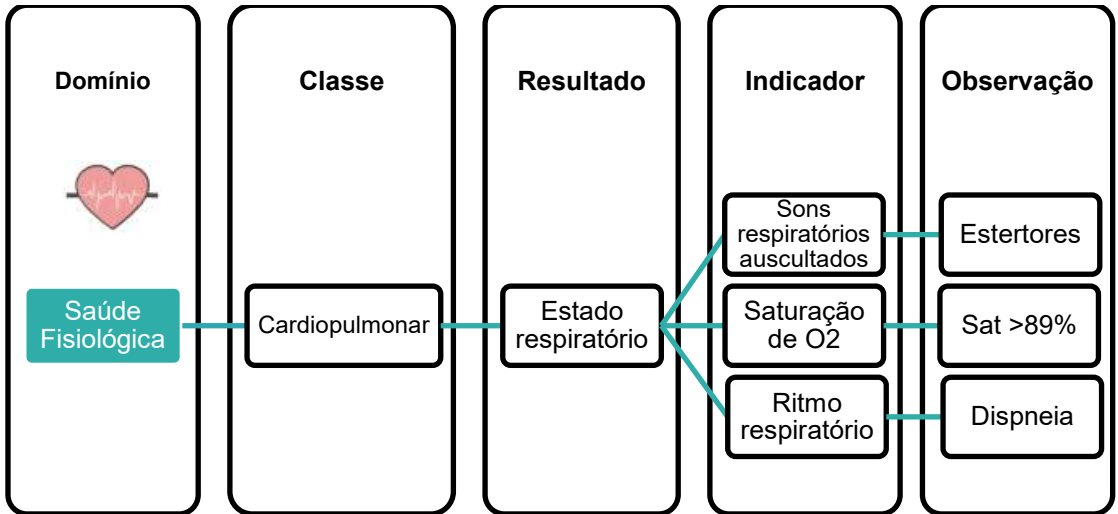 Domínio
Classe
Resultado
Indicador
Observação
Saúde
Fisiológica
Cardiopulmonar
Estado
respiratório
Sons
respiratórios
auscultados
Estertores
Saturação
de O2
Sat >89%
Ritmo
respiratório
Dispneia